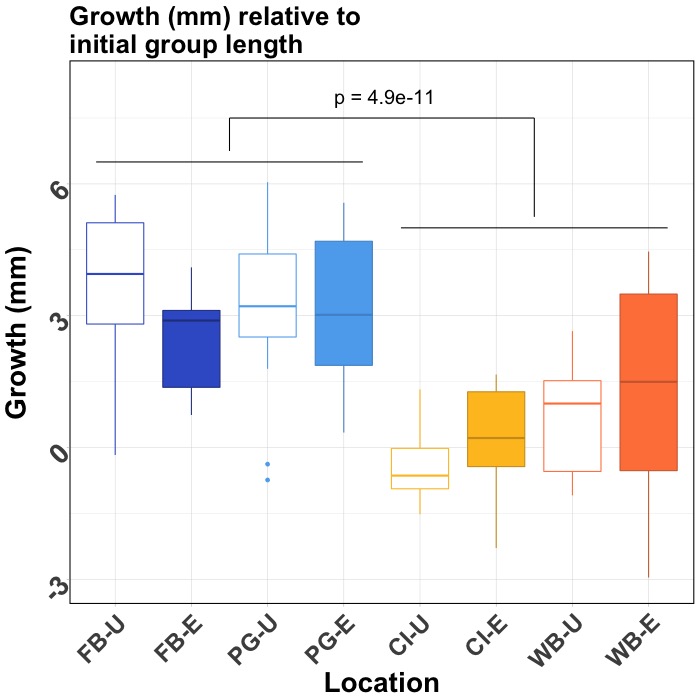 Growth (mm) relative to
initial group length
p = 4.9e-11
Growth (mm)
6
3
0
-3
FB-U
FB-E
PG-U
PG-E
CI-U
CI-E
WB-U
WB-E
Location